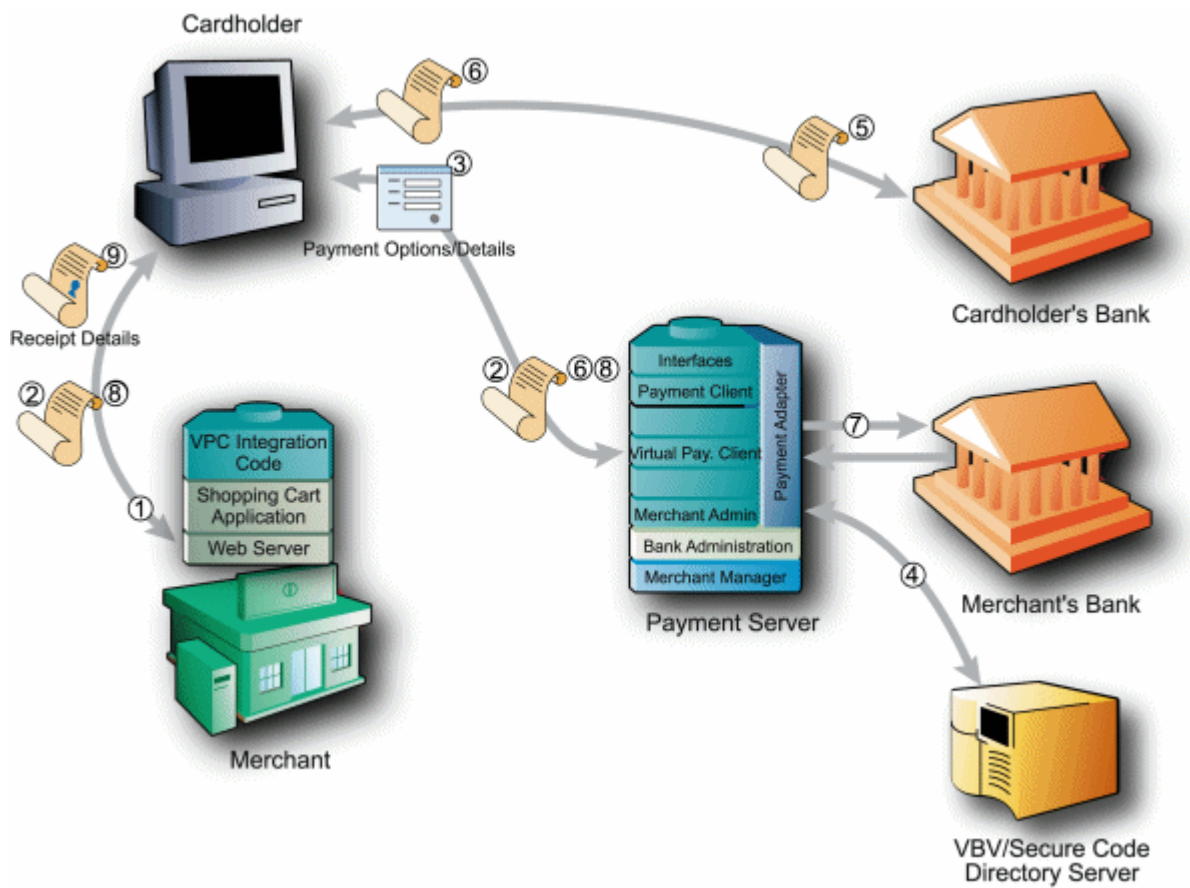 Cardholder
⑥
⑤
③
Payment Options/Details
Cardholder's Bank
⑨
Receipt Details
② ⑧
② ⑥ ⑧
Interfaces
Payment Client
Virtual Pay. Client
Merchant Admin
Payment Adapter
Bank Administration
Merchant Manager
Payment Server
⑦
Merchant's Bank
①
VPC Integration
Code
Shopping Cart
Application
Web Server
Merchant
④
VBV/Secure Code
Directory Server